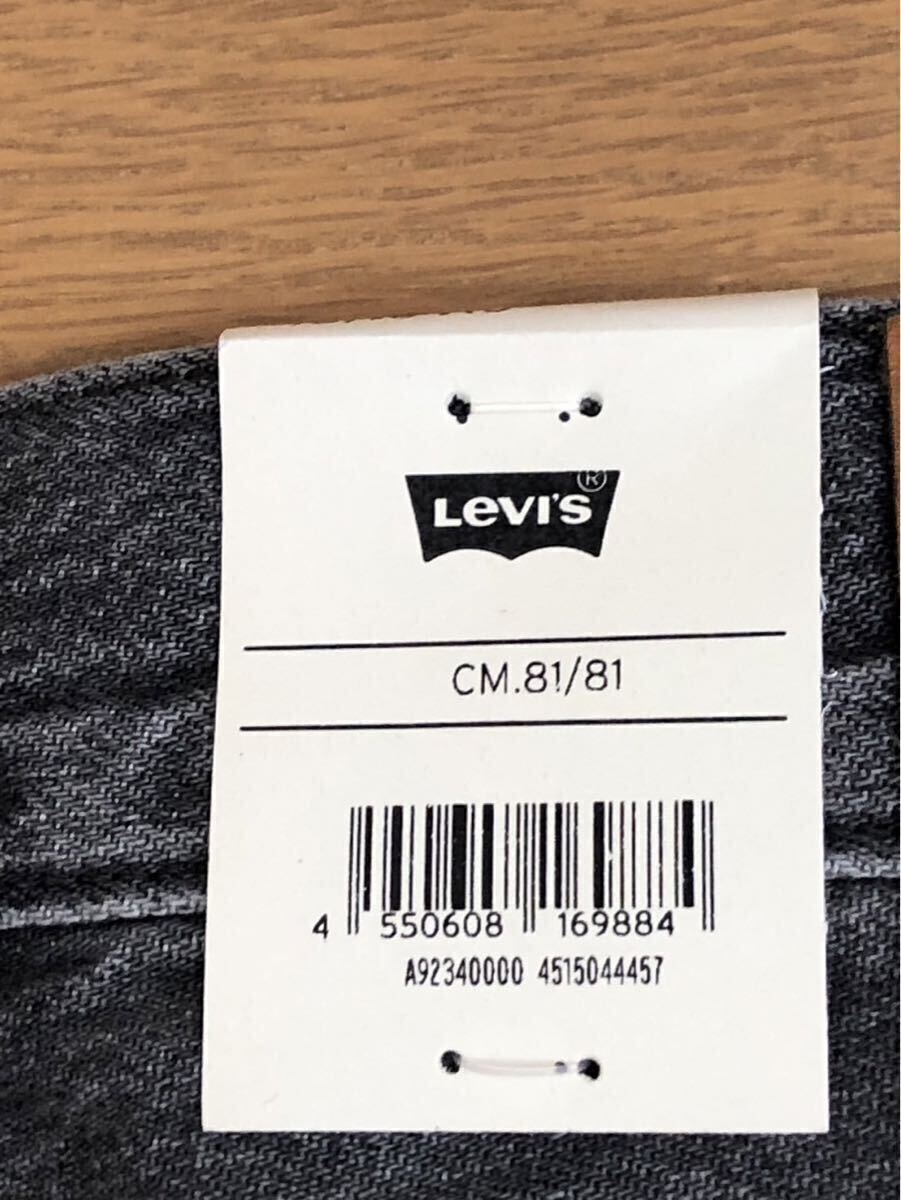 Levi's ®
CM.81/81
4 550608 169884
A92340000 4515044457